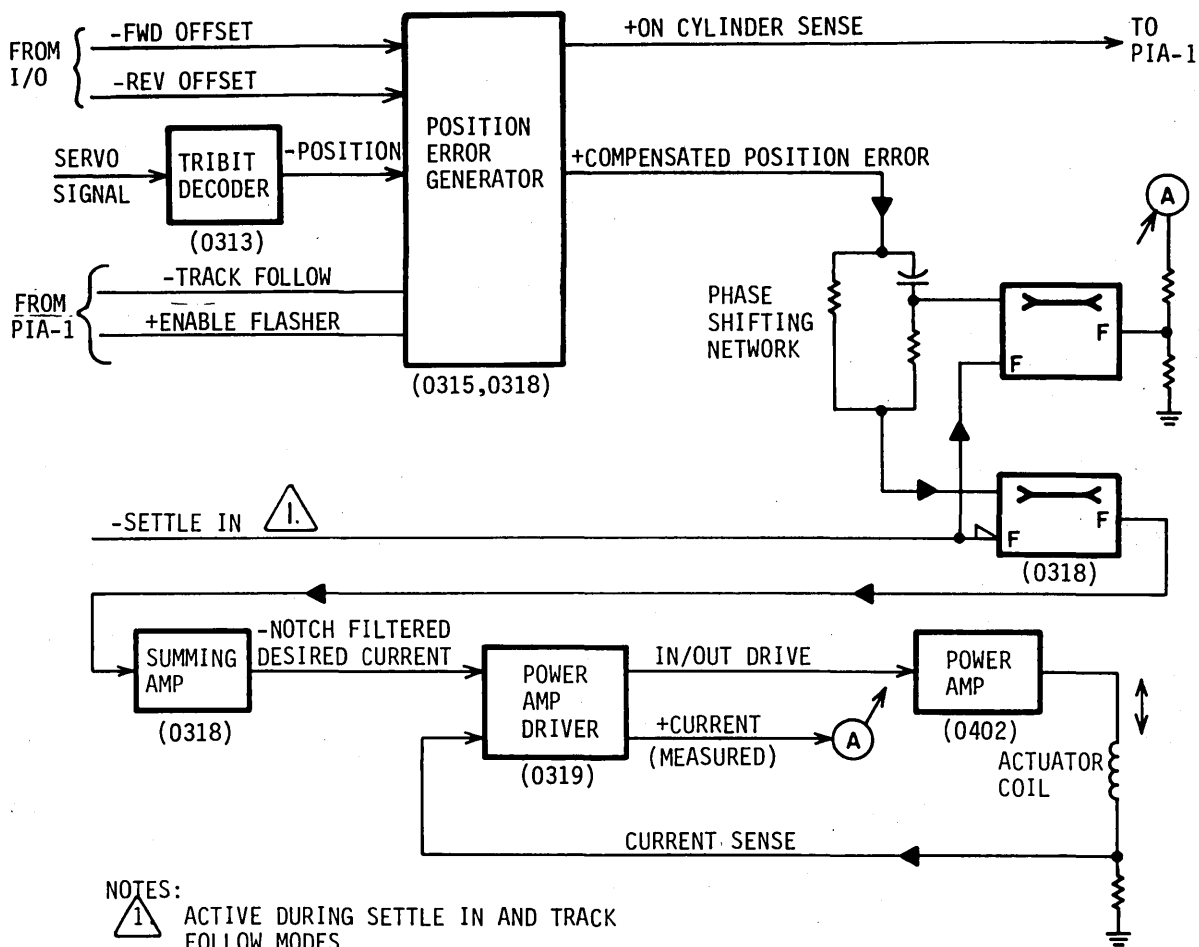 FROM
I/O
-FWD OFFSET
-REV OFFSET
SERVO
SIGNAL
TRIBIT
DECODER
(0313)
-POSITION
FROM
PIA-1
-TRACK FOLLOW
+ENABLE FLASHER
POSITION
ERROR
GENERATOR
(0315,0318)
+ON CYLINDER SENSE
TO
PIA-1
+COMPENSATED POSITION ERROR
A
PHASE
SHIFTING
NETWORK
F
F
-SETTLE IN
1.
F
F
(0318)
SUMMING
AMP
(0318)
-NOTCH FILTERED
DESIRED CURRENT
POWER
AMP
DRIVER
(0319)
IN/OUT DRIVE
+CURRENT
(MEASURED)
A
POWER
AMP
(0402)
ACTUATOR
COIL
CURRENT SENSE
NOTES:
1. ACTIVE DURING SETTLE IN AND TRACK
FOLLOW MODES